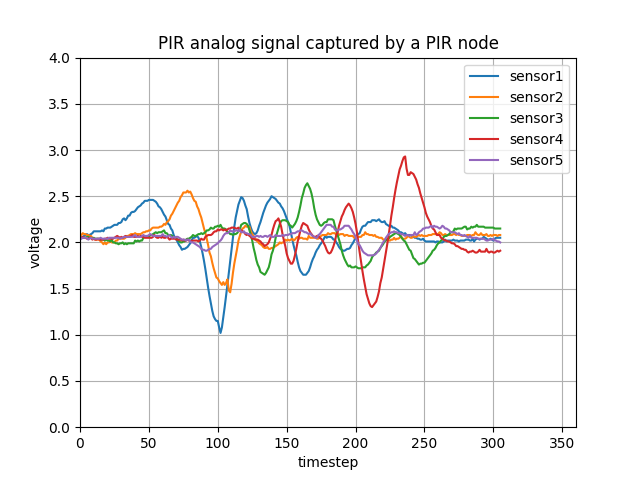 PIR analog signal captured by a PIR node
4.0
3.5
3.0
2.5
2.0
1.5
1.0
0.5
0.0
voltage
sensor1
sensor2
sensor3
sensor4
sensor5
0 50 100 150 200 250 300 350
timestep